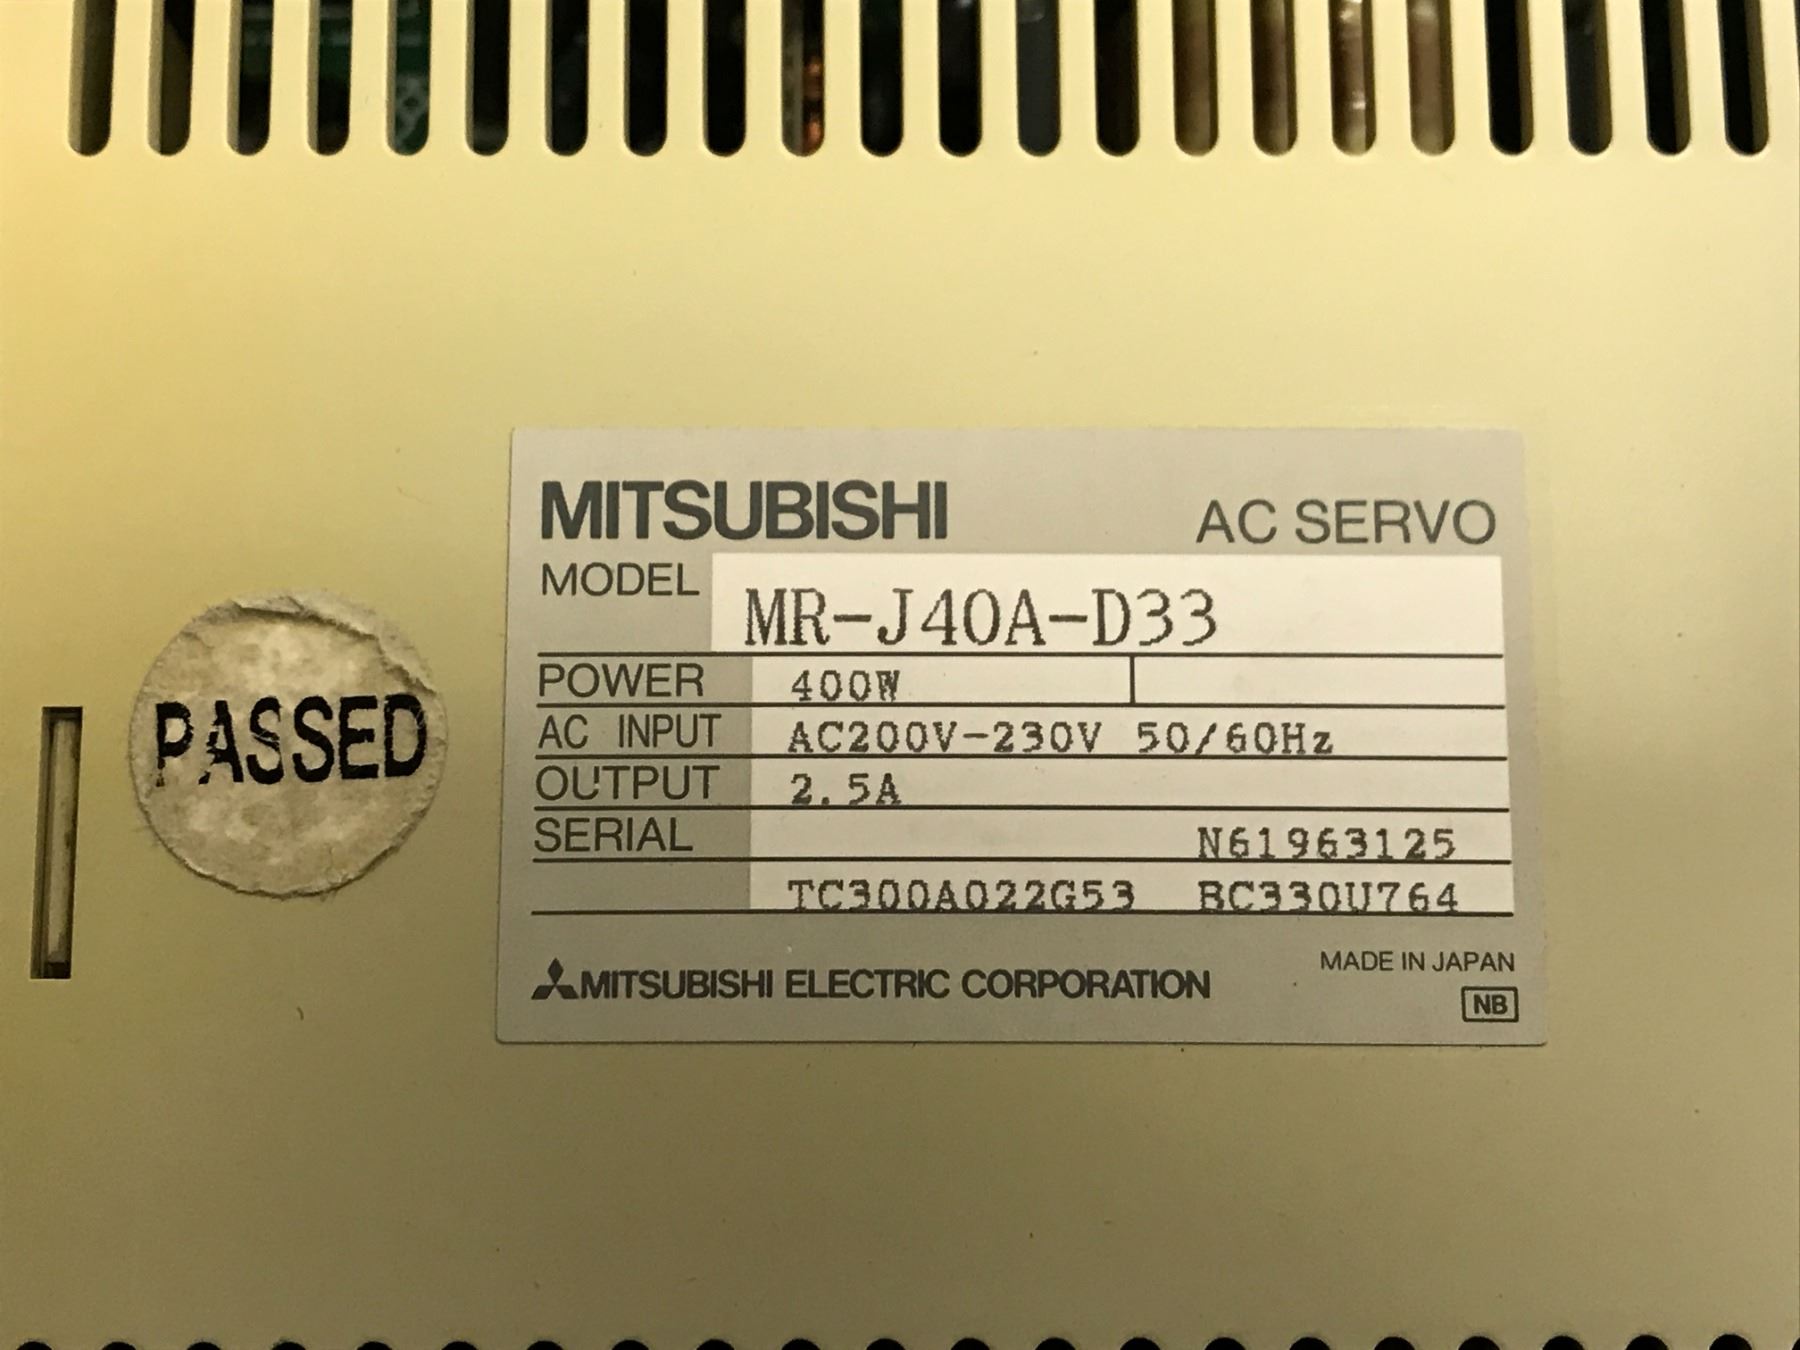 MITSUBISHI AC SERVO
MODEL MR-J40A-D33
POWER 400W
AC INPUT AC200V-230V 50/60Hz
OUTPUT 2.5A
SERIAL N61963125
TC300A022G53 BC330U764
MITSUBISHI ELECTRIC CORPORATION
MADE IN JAPAN
NB
PASSED